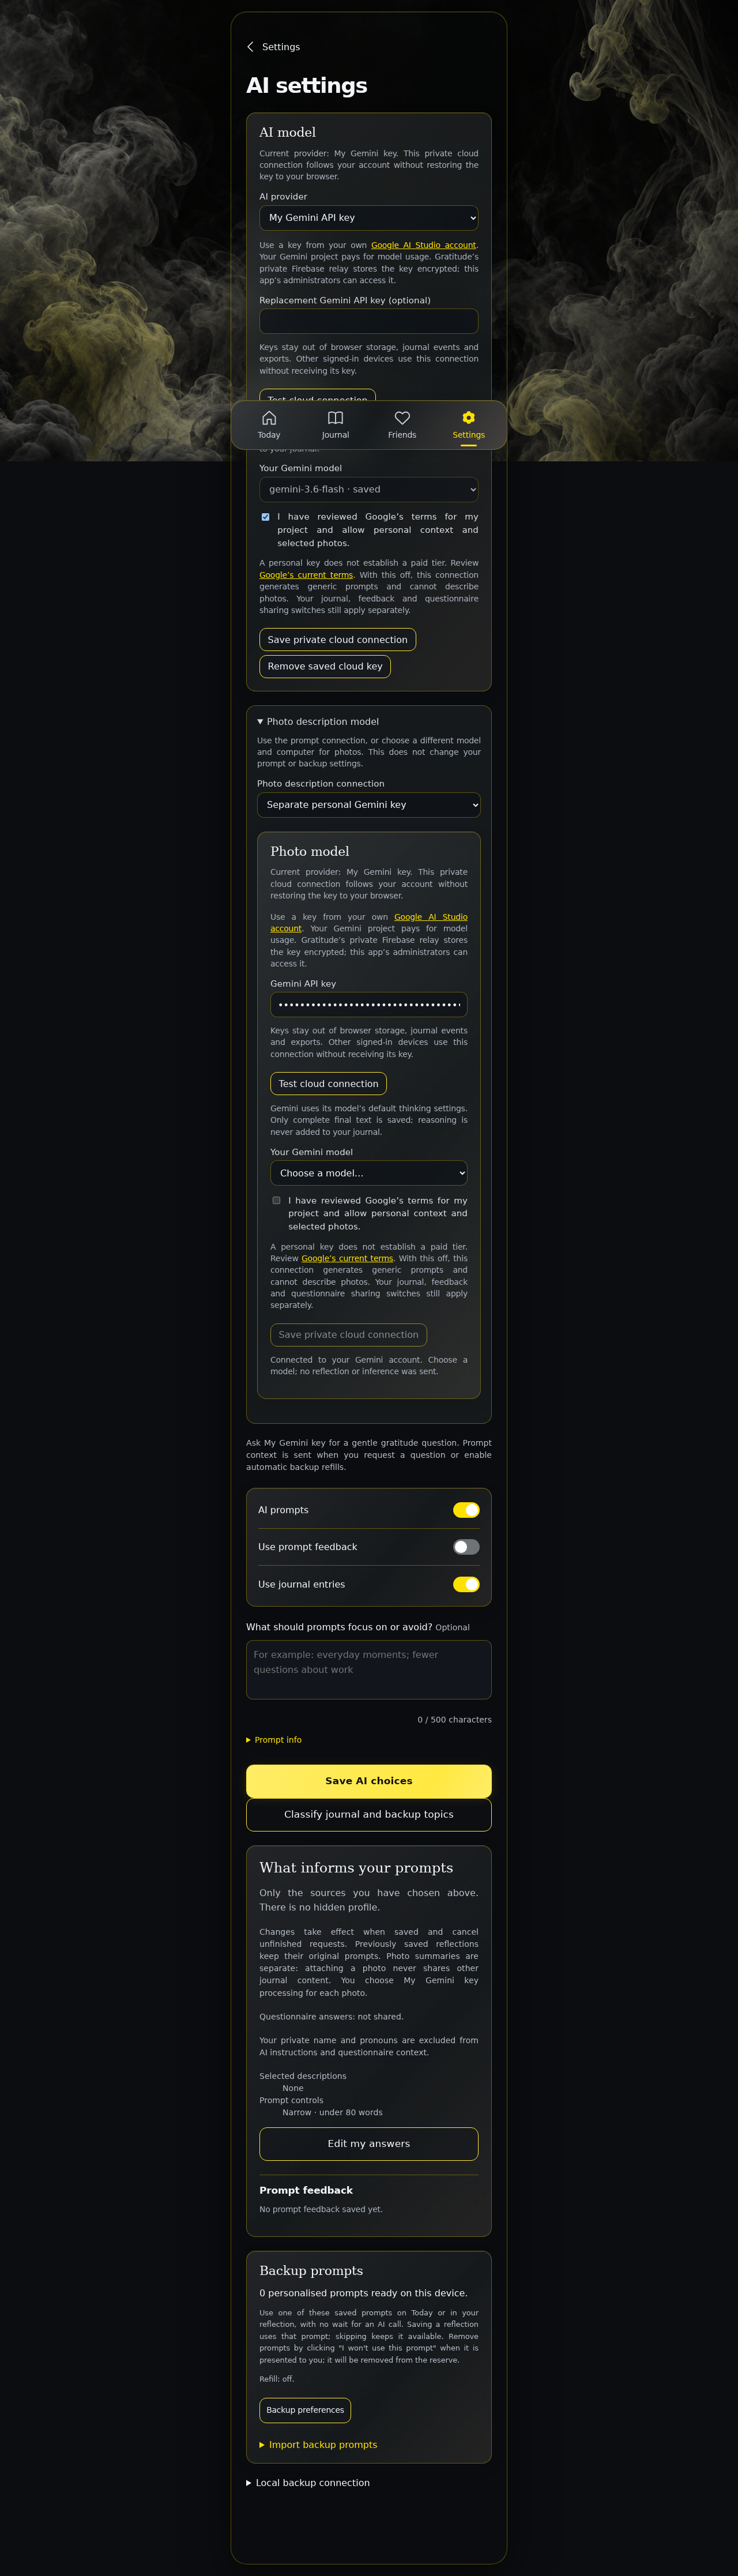 Settings
AI settings
AI model
Current provider: My Gemini key. This private cloud
connection follows your account without restoring the
key to your browser.
AI provider
My Gemini API key
Use a key from your own Google AI Studio account.
Your Gemini project pays for model usage. Gratitude's
private Firebase relay stores the key encrypted; this
app's administrators can access it.
Replacement Gemini API key (optional)
Keys stay out of browser storage, journal events and
exports. Other signed-in devices use this connection
without receiving its key.
Test cloud connection
Today
Journal
Friends
Settings
to your journal.
Your Gemini model
gemini-3.6-flash · saved
I have reviewed Google's terms for my
project and allow personal context and
selected photos.
A personal key does not establish a paid tier. Review
Google's current terms. With this off, this connection
generates generic prompts and cannot describe
photos. Your journal, feedback and questionnaire
sharing switches still apply separately.
Save private cloud connection
Remove saved cloud key
▼ Photo description model
Use the prompt connection, or choose a different model
and computer for photos. This does not change your
prompt or backup settings.
Photo description connection
Separate personal Gemini key
Photo model
Current provider: My Gemini key. This private
cloud connection follows your account without
restoring the key to your browser.
Use a key from your own Google AI Studio
account. Your Gemini project pays for model
usage. Gratitude's private Firebase relay stores
the key encrypted; this app's administrators can
access it.
Gemini API key
Keys stay out of browser storage, journal events
and exports. Other signed-in devices use this
connection without receiving its key.
Test cloud connection
Gemini uses its model's default thinking settings.
Only complete final text is saved; reasoning is
never added to your journal.
Your Gemini model
Choose a model...
I have reviewed Google's terms for my
project and allow personal context and
selected photos.
A personal key does not establish a paid tier.
Review Google's current terms. With this off, this
connection generates generic prompts and
cannot describe photos. Your journal, feedback
and questionnaire sharing switches still apply
separately.
Save private cloud connection
Connected to your Gemini account. Choose a
model; no reflection or inference was sent.
Ask My Gemini key for a gentle gratitude question. Prompt
context is sent when you request a question or enable
automatic backup refills.
AI prompts
Use prompt feedback
Use journal entries
What should prompts focus on or avoid? Optional
For example: everyday moments; fewer
questions about work
0 / 500 characters
▶ Prompt info
Save AI choices
Classify journal and backup topics
What informs your prompts
Only the sources you have chosen above.
There is no hidden profile.
Changes take effect when saved and cancel
unfinished requests. Previously saved reflections
keep their original prompts. Photo summaries are
separate: attaching a photo never shares other
journal content. You choose My Gemini key
processing for each photo.
Questionnaire answers: not shared.
Your private name and pronouns are excluded from
AI instructions and questionnaire context.
Selected descriptions
None
Prompt controls
Narrow · under 80 words
Edit my answers
Prompt feedback
No prompt feedback saved yet.
Backup prompts
0 personalised prompts ready on this device.
Use one of these saved prompts on Today or in your
reflection, with no wait for an AI call. Saving a reflection
uses that prompt; skipping keeps it available. Remove
prompts by clicking "I won't use this prompt" when it is
presented to you; it will be removed from the reserve.
Refill: off.
Backup preferences
▶ Import backup prompts
▶ Local backup connection